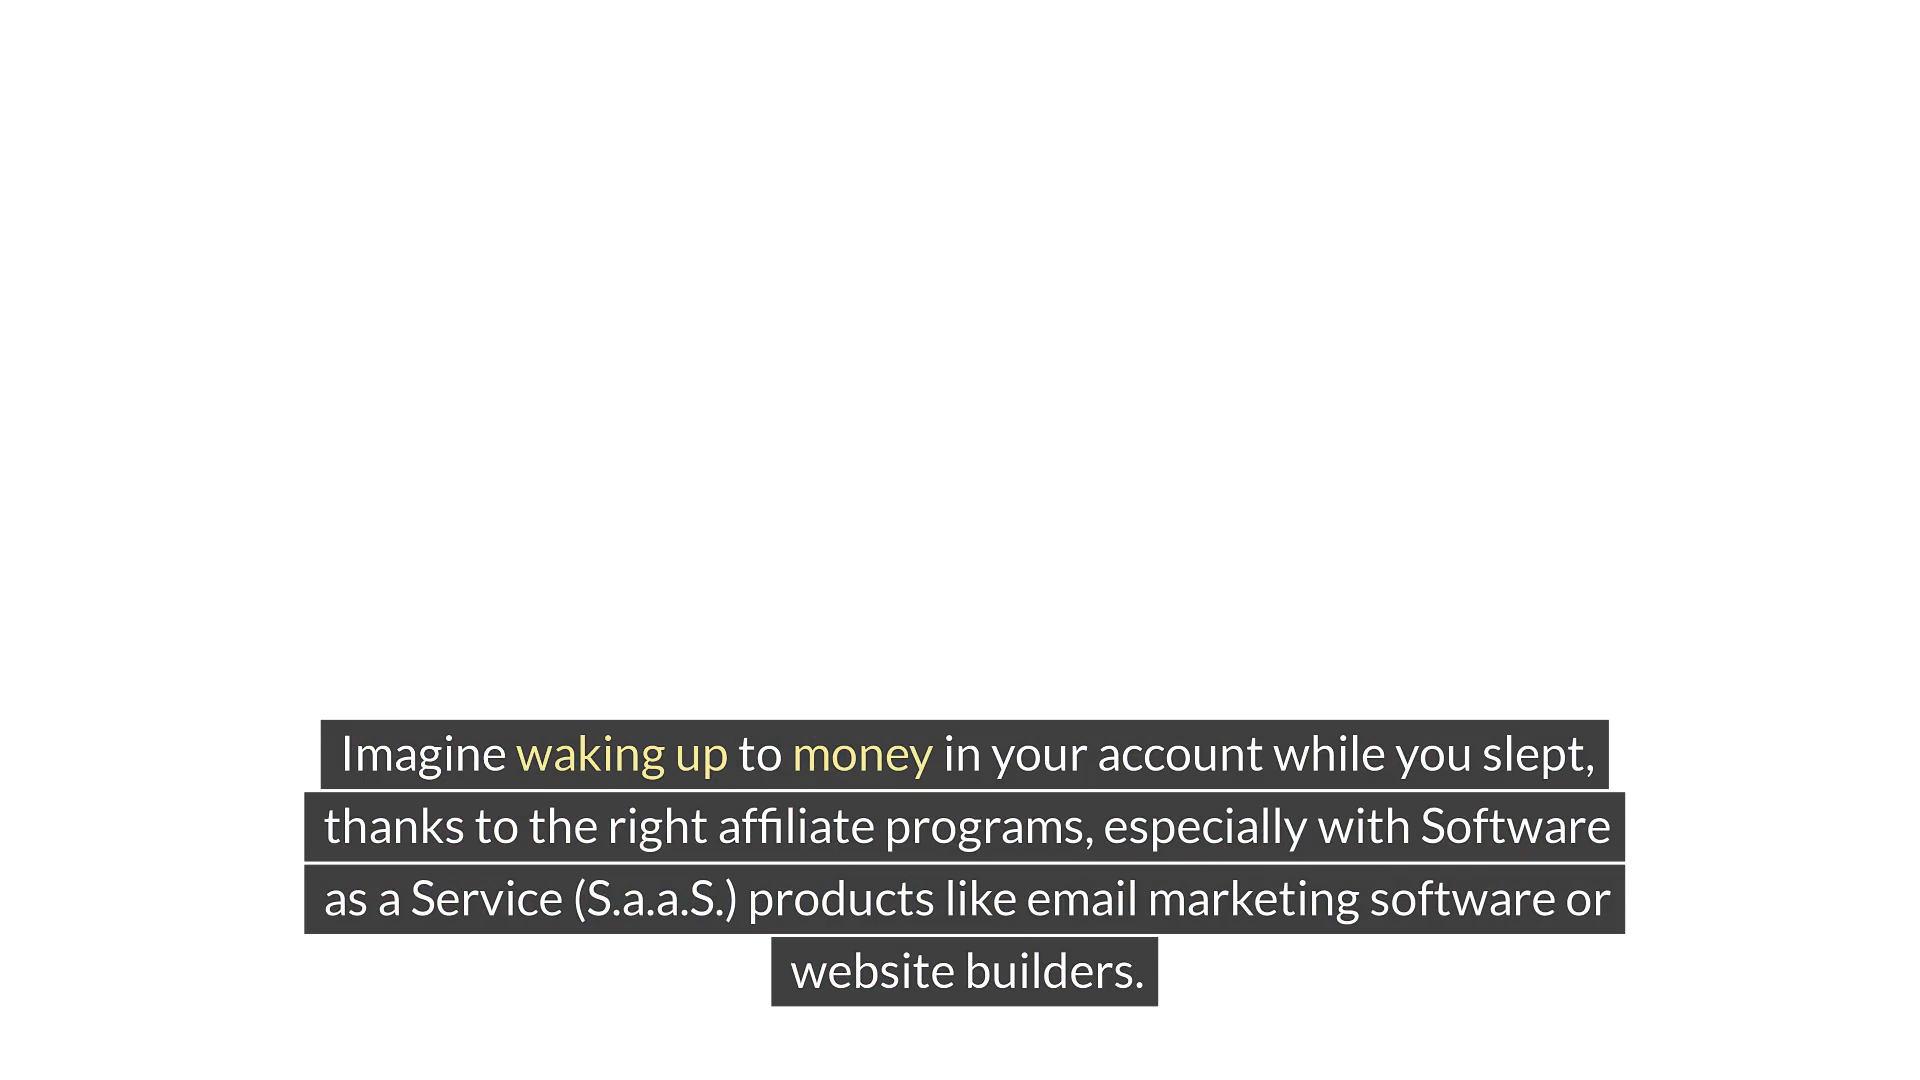 Imagine waking up to money in your account while you slept,
thanks to the right affiliate programs, especially with Software
as a Service (S.a.a.S.) products like email marketing software or
website builders.